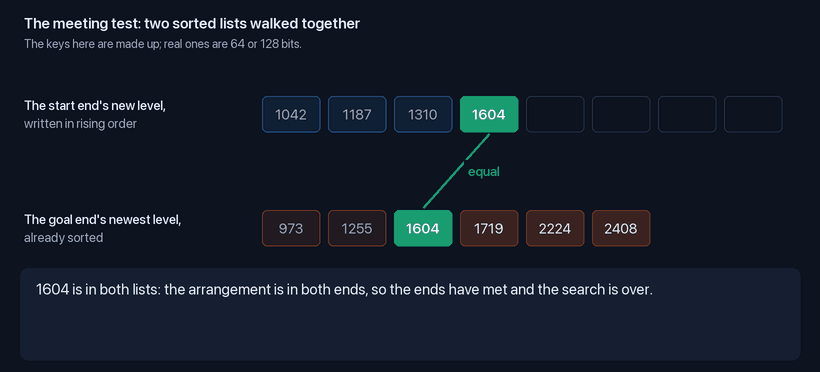 The meeting test: two sorted lists walked together
The keys here are made up; real ones are 64 or 128 bits.
The start end's new level,
written in rising order
1042 1187 1310 1604
equal
The goal end's newest level,
already sorted
973 1255 1604 1719 2224 2408
1604 is in both lists: the arrangement is in both ends, so the ends have met and the search is over.